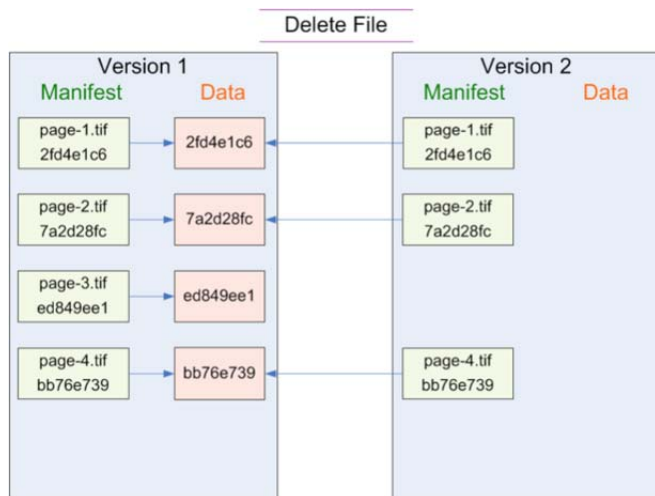 Delete File
Version 1
Manifest Data
page-1.tif
2fd4e1c6
2fd4e1c6
page-2.tif
7a2d28fc
7a2d28fc
page-3.tif
ed849ee1
ed849ee1
page-4.tif
bb76e739
bb76e739
Version 2
Manifest Data
page-1.tif
2fd4e1c6
page-2.tif
7a2d28fc
page-4.tif
bb76e739